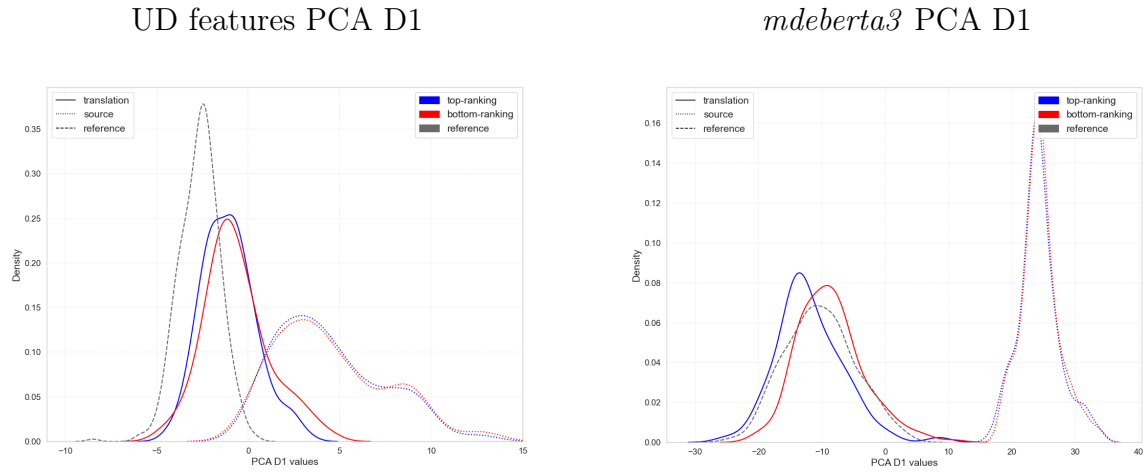 UD features PCA D1
mdeberta3 PCA D1
translation
source
reference
top-ranking
bottom-ranking
reference
0.35
0.30
0.25
0.20
0.15
0.10
0.05
0.00
Density
−10
−5
0
5
10
15
PCA D1 values
translation
source
reference
top-ranking
bottom-ranking
reference
0.16
0.14
0.12
0.10
0.08
0.06
0.04
0.02
0.00
Density
−30
−20
−10
0
10
20
30
40
PCA D1 values